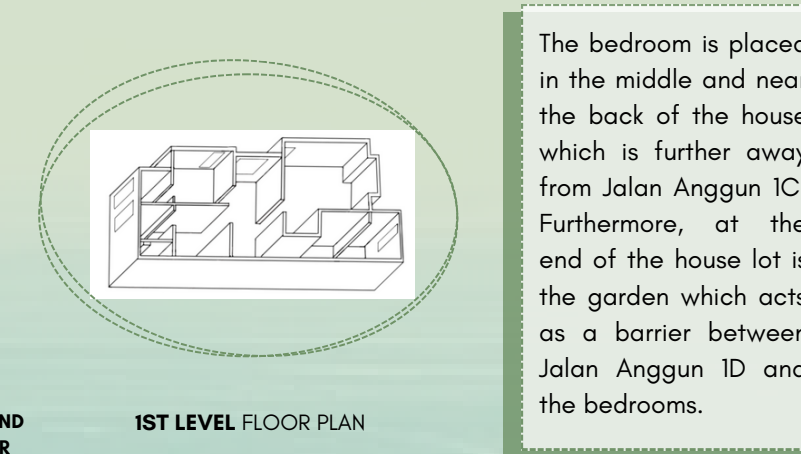 The bedroom is placed
in the middle and near
the back of the house
which is further away
from Jalan Anggun 1C.
Furthermore, at the
end of the house lot is
the garden which acts
as a barrier between
Jalan Anggun 1D and
the bedrooms.
1ST LEVEL FLOOR PLAN
ND
R